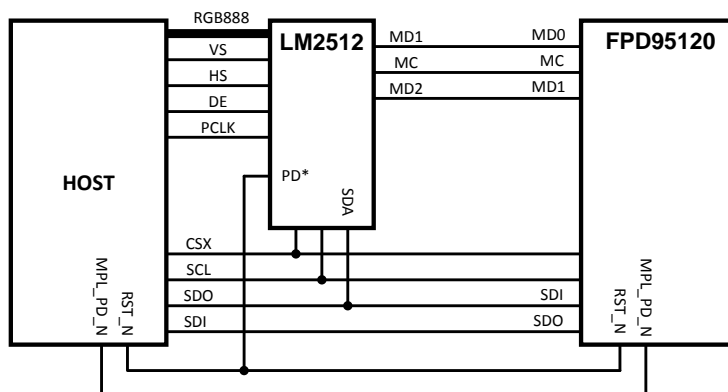 RGB888
LM2512
FPD95120
MD1 MD0
VS
MC MC
HS
MD2 MD1
DE
PCLK
HOST
PD*
SDA
CSX
SCL
SDO SDI
SDI SDO
MPL_PD_N
RST_N
RST_N
MPL_PD_N